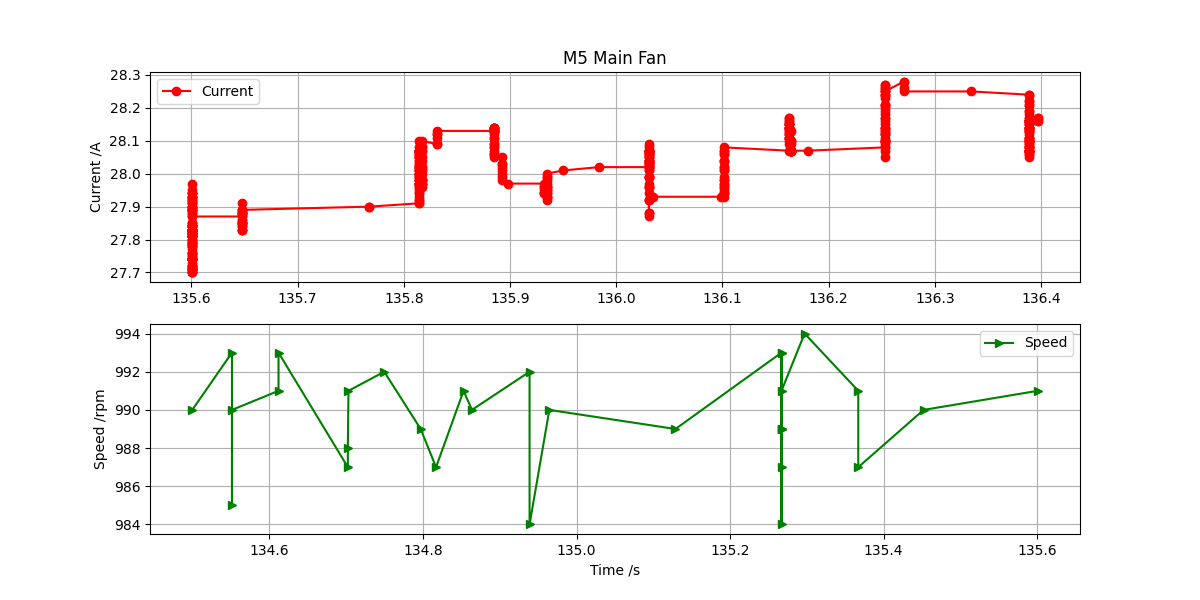 M5 Main Fan
Current /A
28.3
28.2
28.1
28.0
27.9
27.8
27.7
Current
135.6 135.7 135.8 135.9 136.0 136.1 136.2 136.3 136.4
Speed /rpm
994
992
990
988
986
984
Speed
134.6 134.8 135.0 135.2 135.4 135.6
Time /s